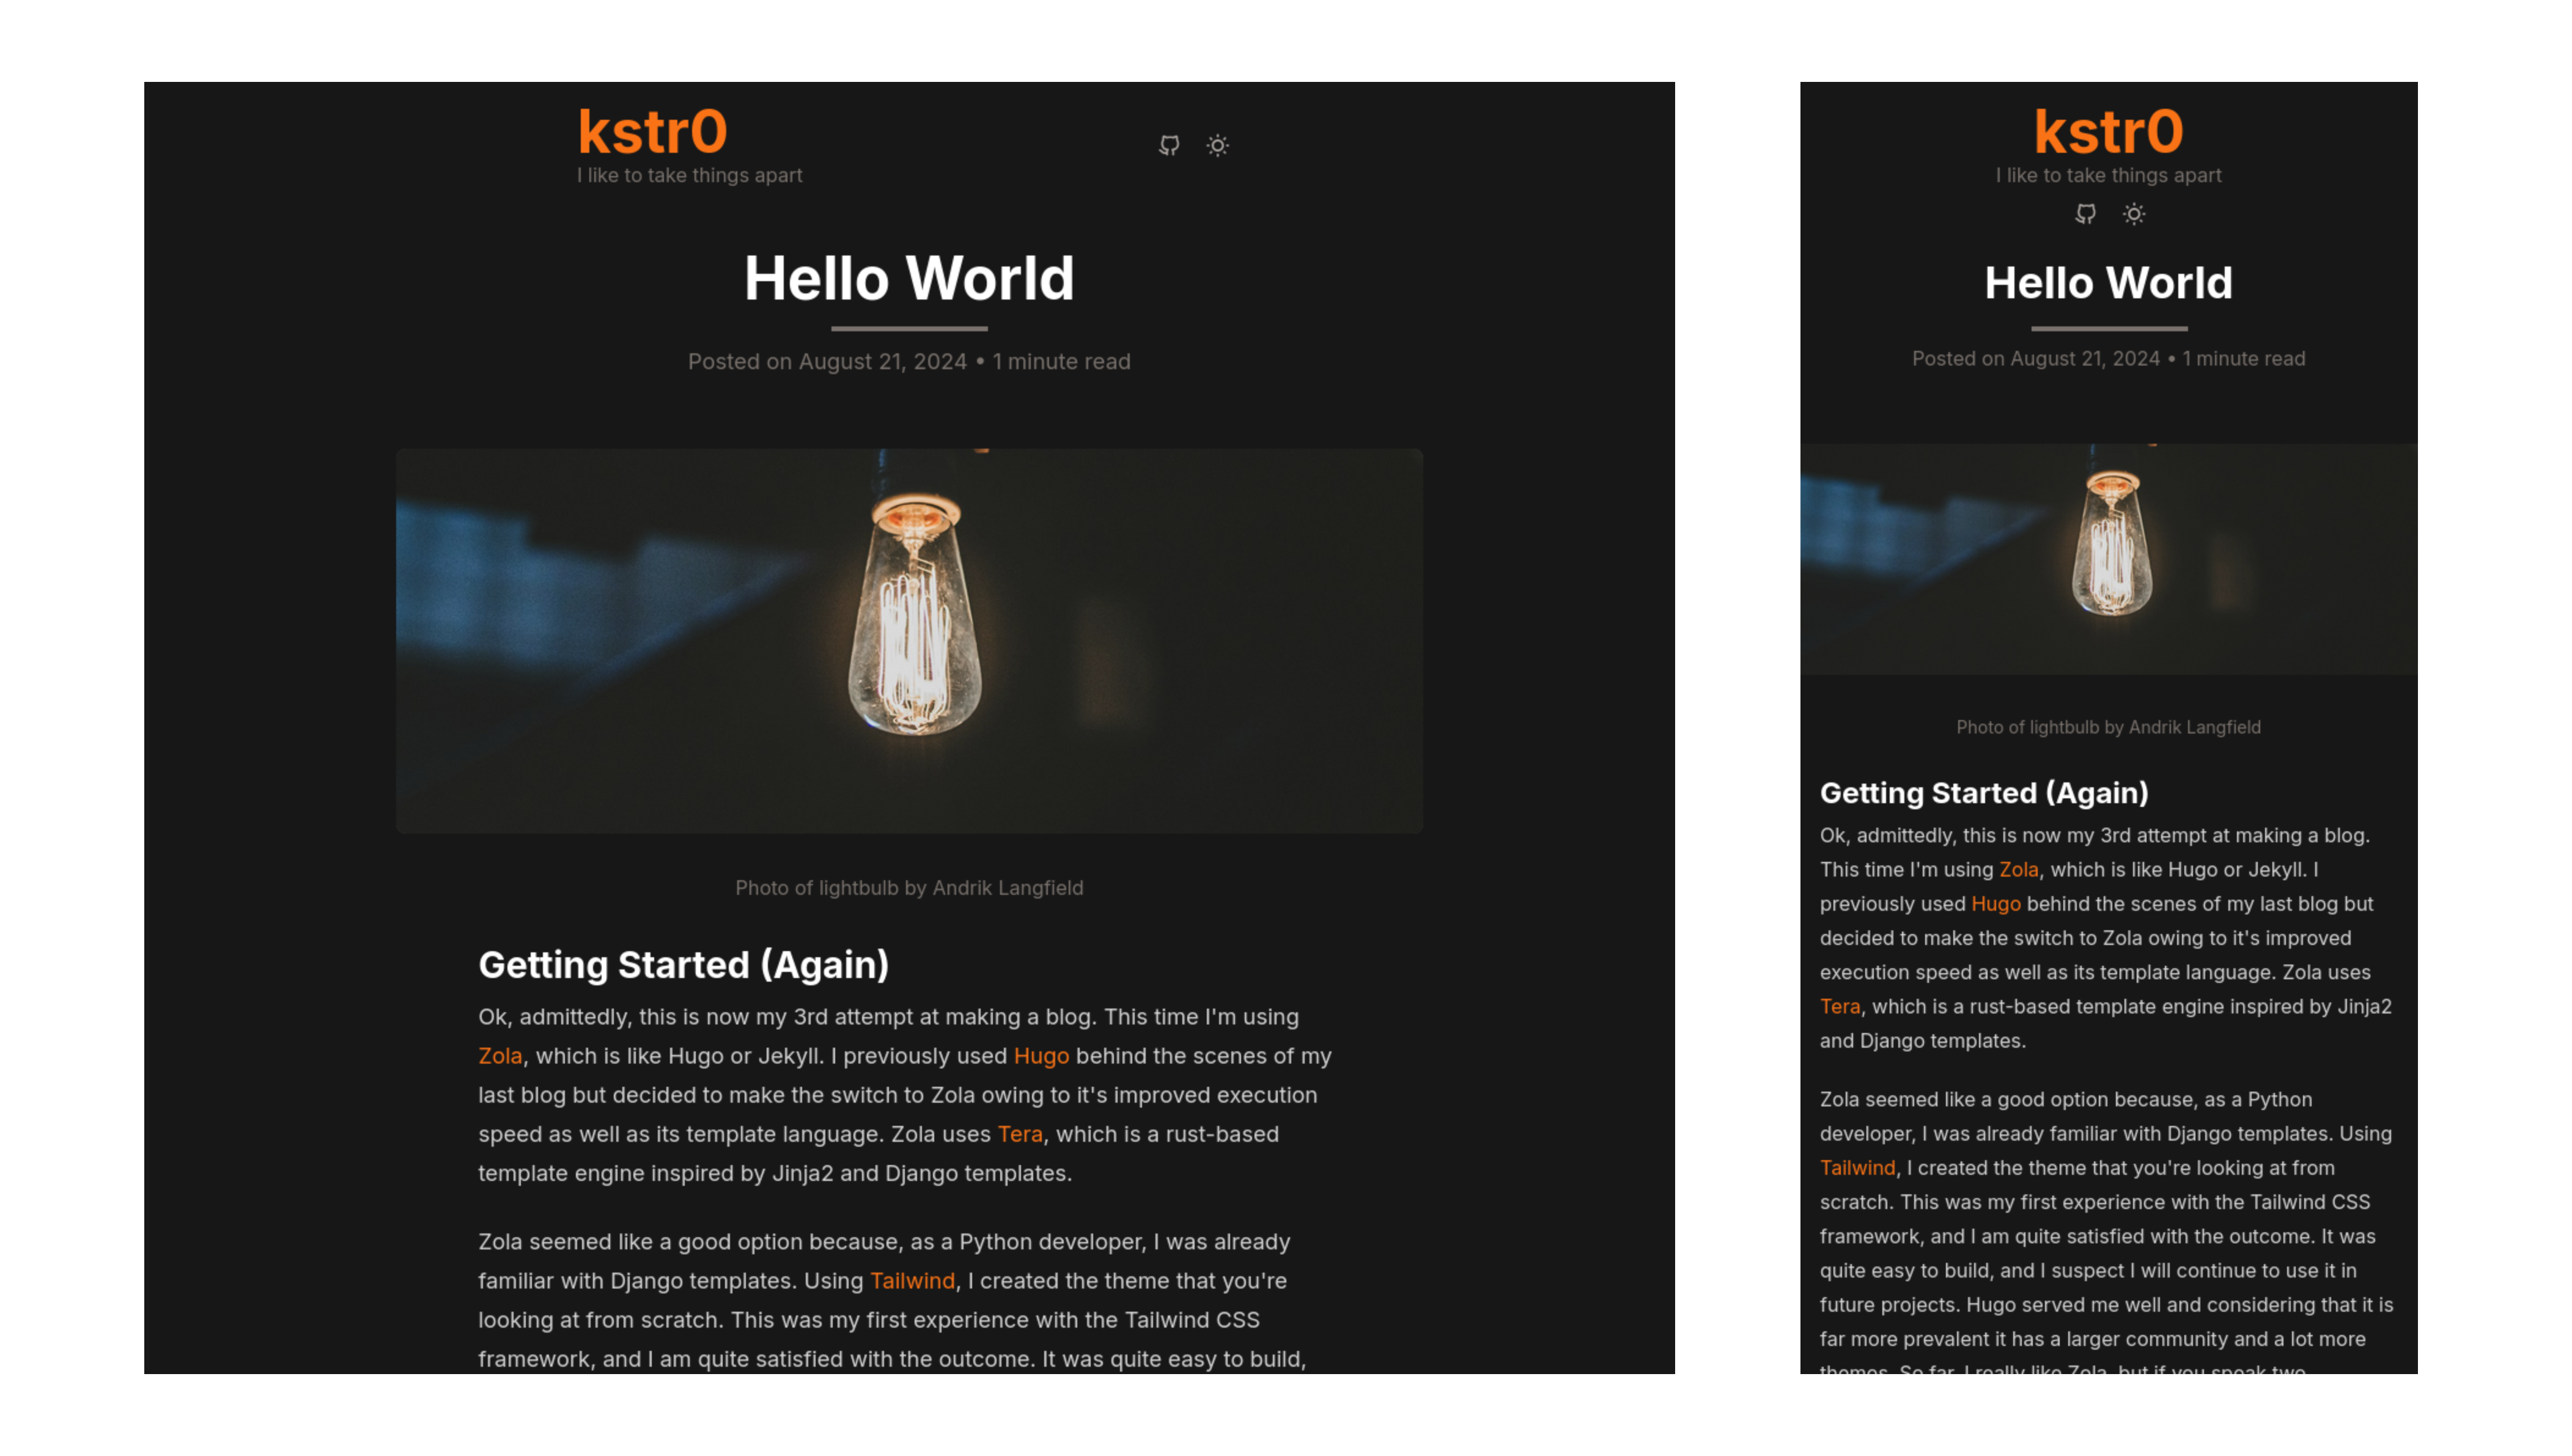 kstr0
I like to take things apart
Hello World
Posted on August 21, 2024 • 1 minute read
Photo of lightbulb by Andrik Langfield
Getting Started (Again)
Ok, admittedly, this is now my 3rd attempt at making a blog. This time I'm using
Zola, which is like Hugo or Jekyll. I previously used Hugo behind the scenes of my
last blog but decided to make the switch to Zola owing to it's improved execution
speed as well as its template language. Zola uses Tera, which is a rust-based
template engine inspired by Jinja2 and Django templates.
Zola seemed like a good option because, as a Python developer, I was already
familiar with Django templates. Using Tailwind, I created the theme that you're
looking at from scratch. This was my first experience with the Tailwind CSS
framework, and I am quite satisfied with the outcome. It was quite easy to build,
kstr0
I like to take things apart
Hello World
Posted on August 21, 2024 • 1 minute read
Photo of lightbulb by Andrik Langfield
Getting Started (Again)
Ok, admittedly, this is now my 3rd attempt at making a blog.
This time I'm using Zola, which is like Hugo or Jekyll. I
previously used Hugo behind the scenes of my last blog but
decided to make the switch to Zola owing to it's improved
execution speed as well as its template language. Zola uses
Tera, which is a rust-based template engine inspired by Jinja2
and Django templates.
Zola seemed like a good option because, as a Python
developer, I was already familiar with Django templates. Using
Tailwind, I created the theme that you're looking at from
scratch. This was my first experience with the Tailwind CSS
framework, and I am quite satisfied with the outcome. It was
quite easy to build, and I suspect I will continue to use it in
future projects. Hugo served me well and considering that it is
far more prevalent it has a larger community and a lot more
themes. So far, I really like Zola, but if you speak two